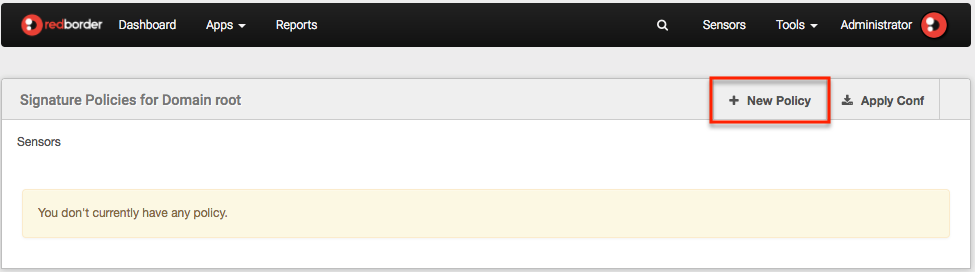 redborder Dashboard Apps Reports Sensors Tools Administrator
Signature Policies for Domain root New Policy Apply Conf
Sensors
You don't currently have any policy.